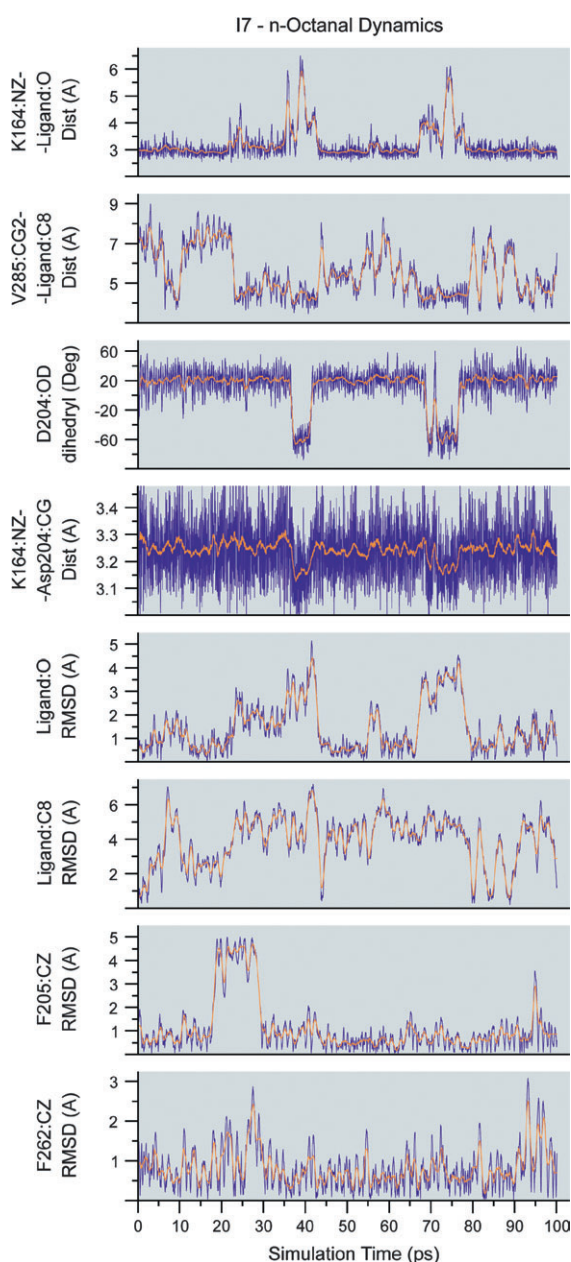 I7 - n-Octanal Dynamics
K164:NZ-
-Ligand:O
Dist (A)
6
5
4
3
V285:CG2-
-Ligand:C8
Dist (A)
9
7
5
D204:OD
dihedryl (Deg)
60
20
-20
-60
K164:NZ-
-Asp204:CG
Dist (A)
3.4
3.3
3.2
3.1
Ligand:O
RMSD (A)
5
4
3
2
1
Ligand:C8
RMSD (A)
6
4
2
F205:CZ
RMSD (A)
5
4
3
2
1
F262:CZ
RMSD (A)
3
2
1
0 10 20 30 40 50 60 70 80 90 100
Simulation Time (ps)